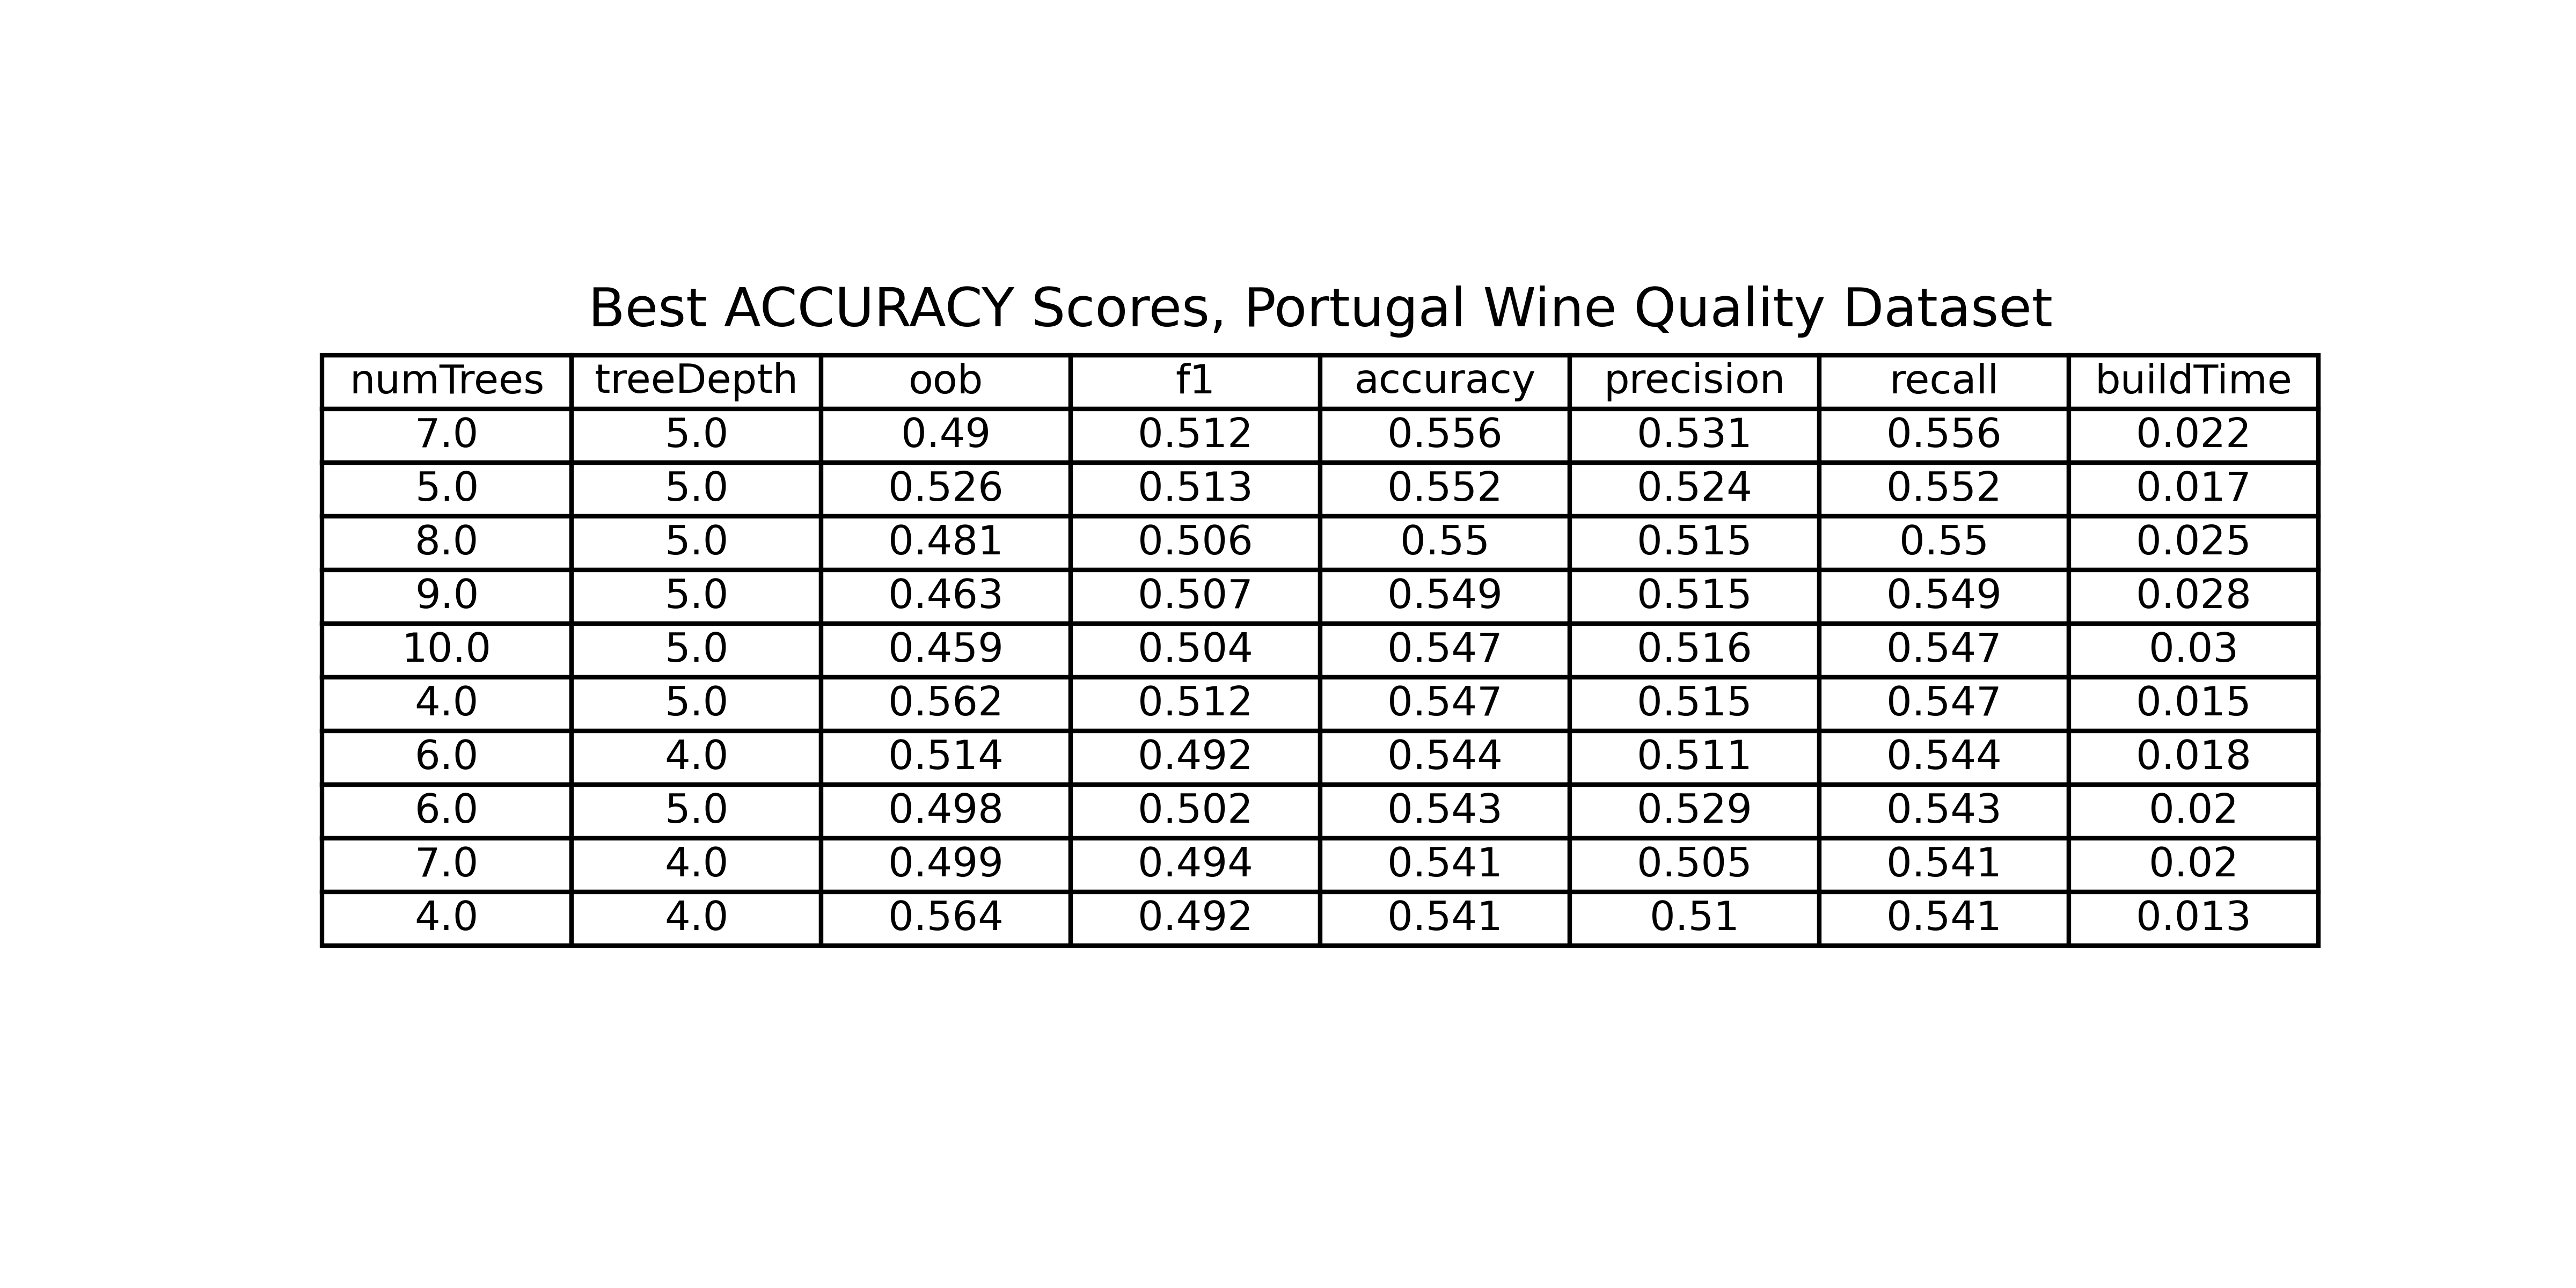 Best ACCURACY Scores, Portugal Wine Quality Dataset
numTrees treeDepth oob f1 accuracy precision recall buildTime
7.0 5.0 0.49 0.512 0.556 0.531 0.556 0.022
5.0 5.0 0.526 0.513 0.552 0.524 0.552 0.017
8.0 5.0 0.481 0.506 0.55 0.515 0.55 0.025
9.0 5.0 0.463 0.507 0.549 0.515 0.549 0.028
10.0 5.0 0.459 0.504 0.547 0.516 0.547 0.03
4.0 5.0 0.562 0.512 0.547 0.515 0.547 0.015
6.0 4.0 0.514 0.492 0.544 0.511 0.544 0.018
6.0 5.0 0.498 0.502 0.543 0.529 0.543 0.02
7.0 4.0 0.499 0.494 0.541 0.505 0.541 0.02
4.0 4.0 0.564 0.492 0.541 0.51 0.541 0.013